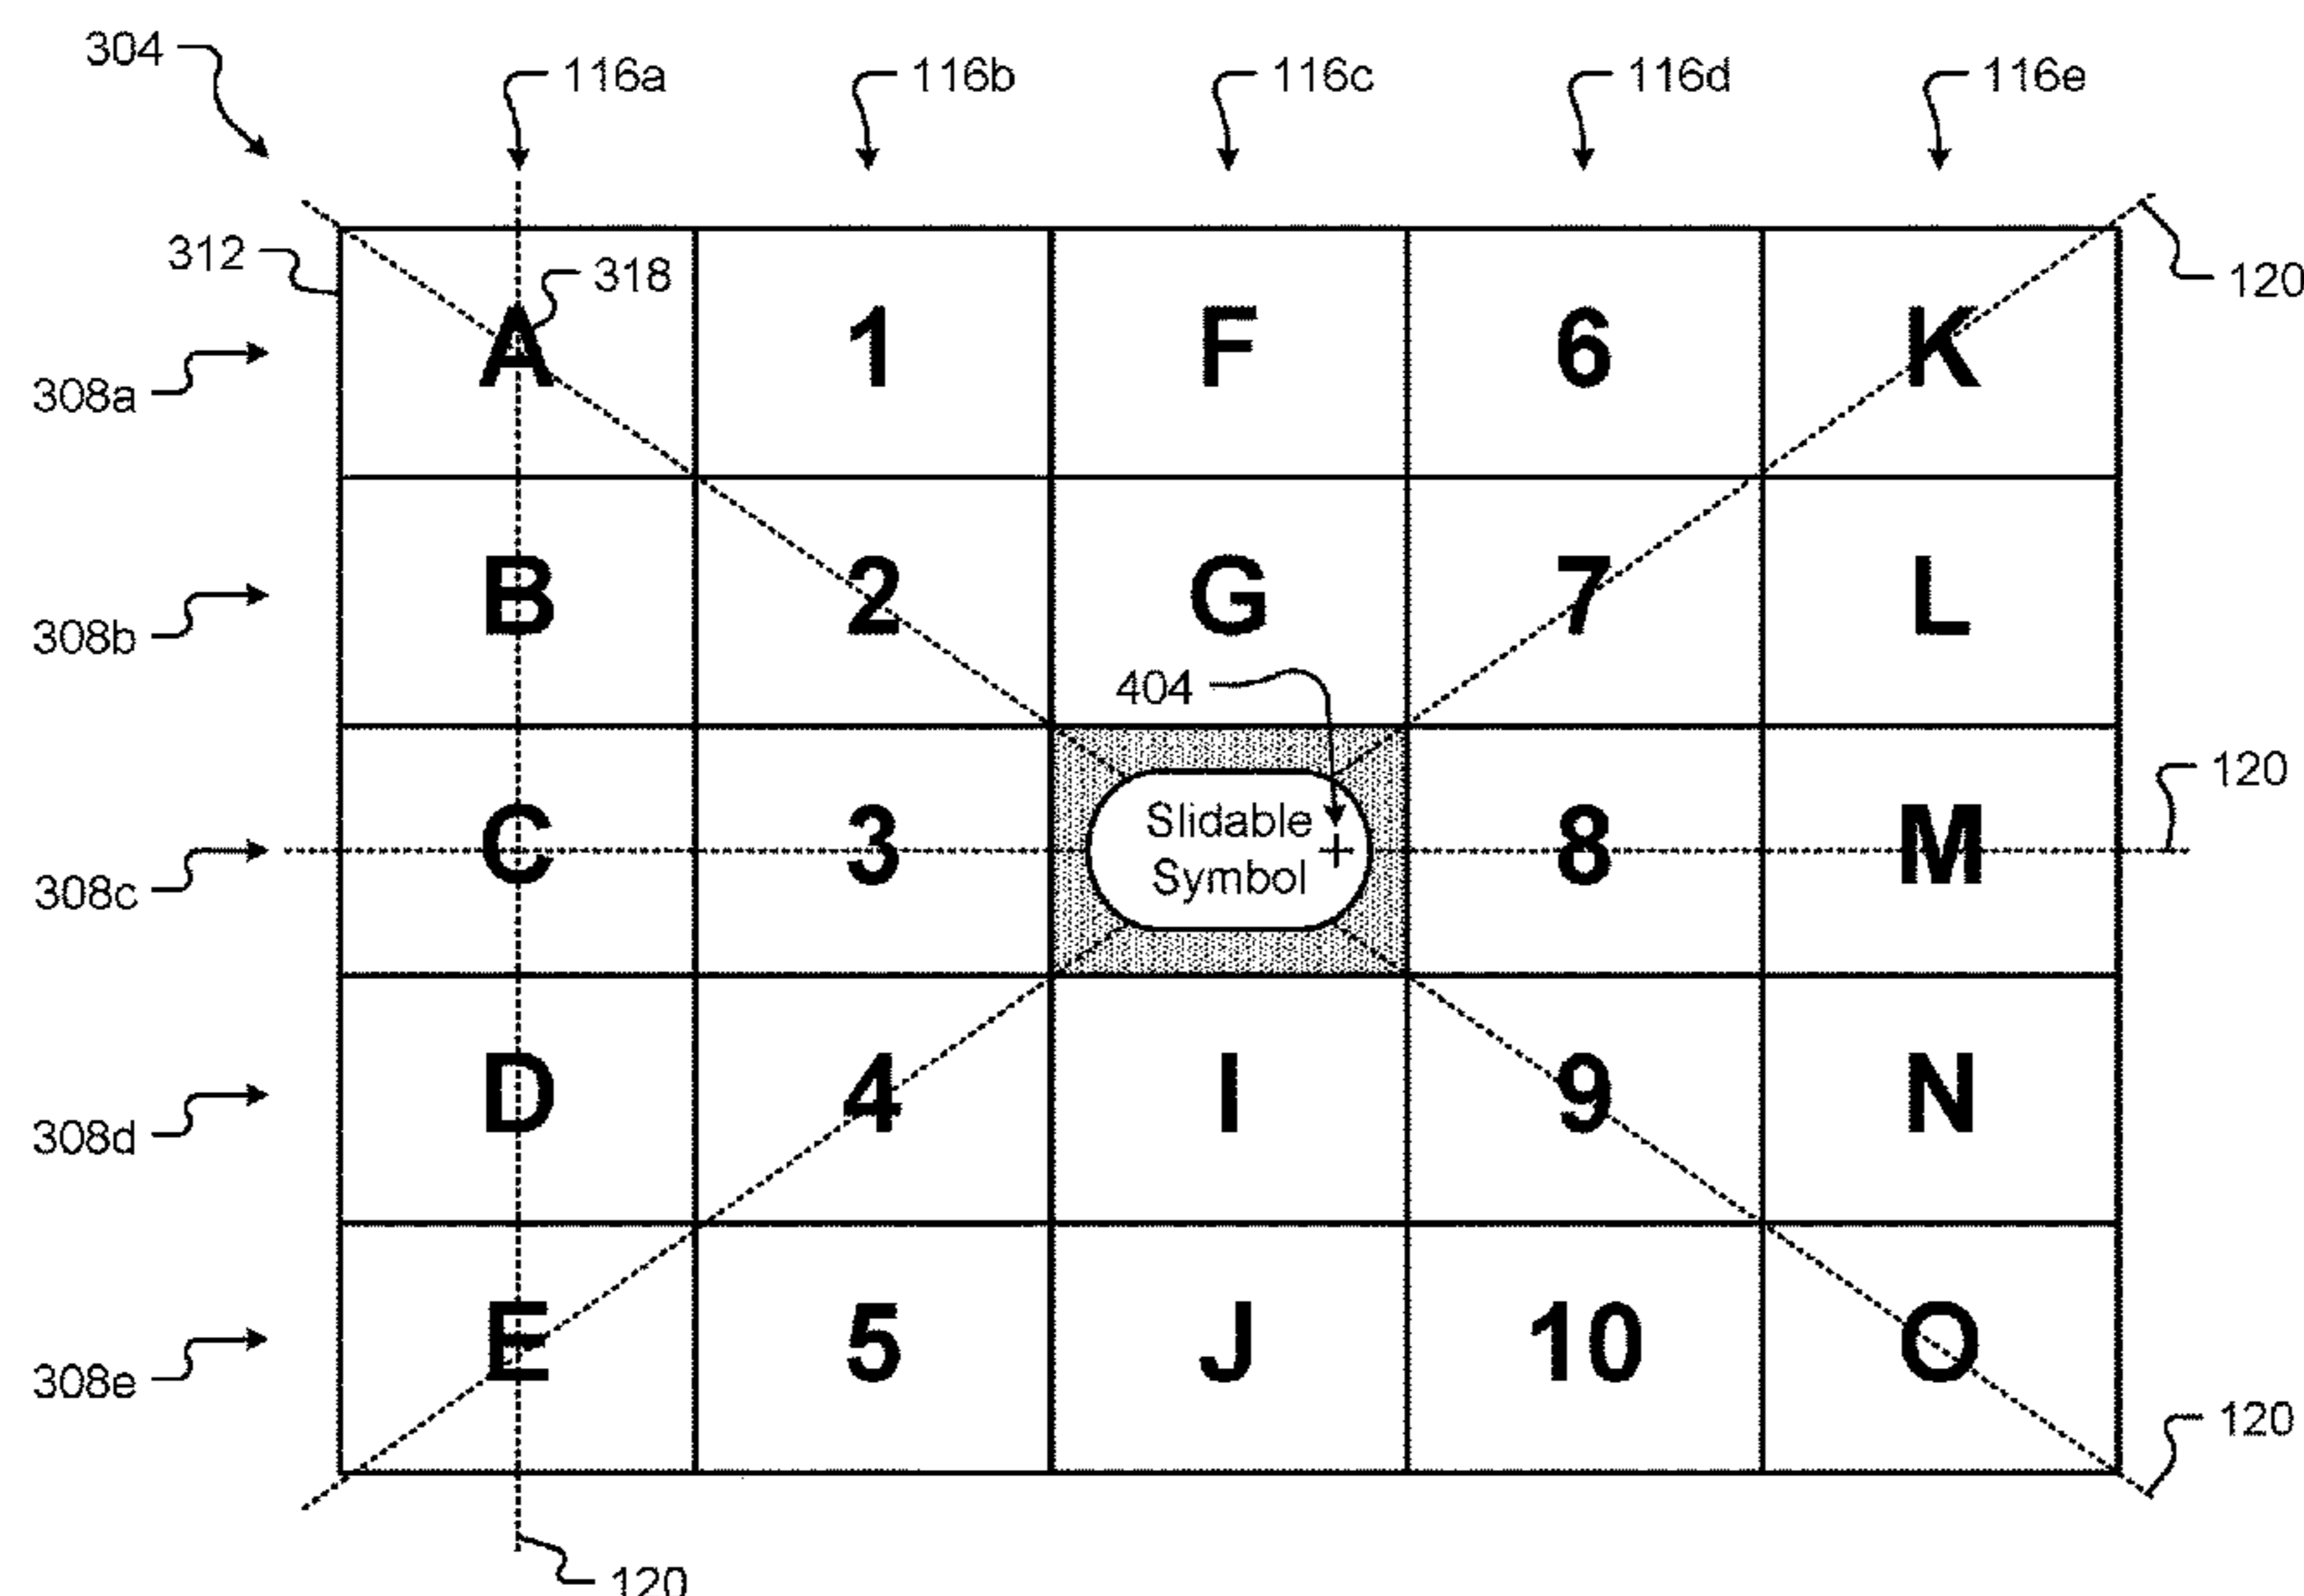 304
116a
116b
116c
116d
116e
312
318
120
308a
A 1 F 6 K
308b
B 2 G 7 L
404
120
308c
C 3 Slidable Symbol + 8 M
308d
D 4 I 9 N
308e
E 5 J 10 O
120
120